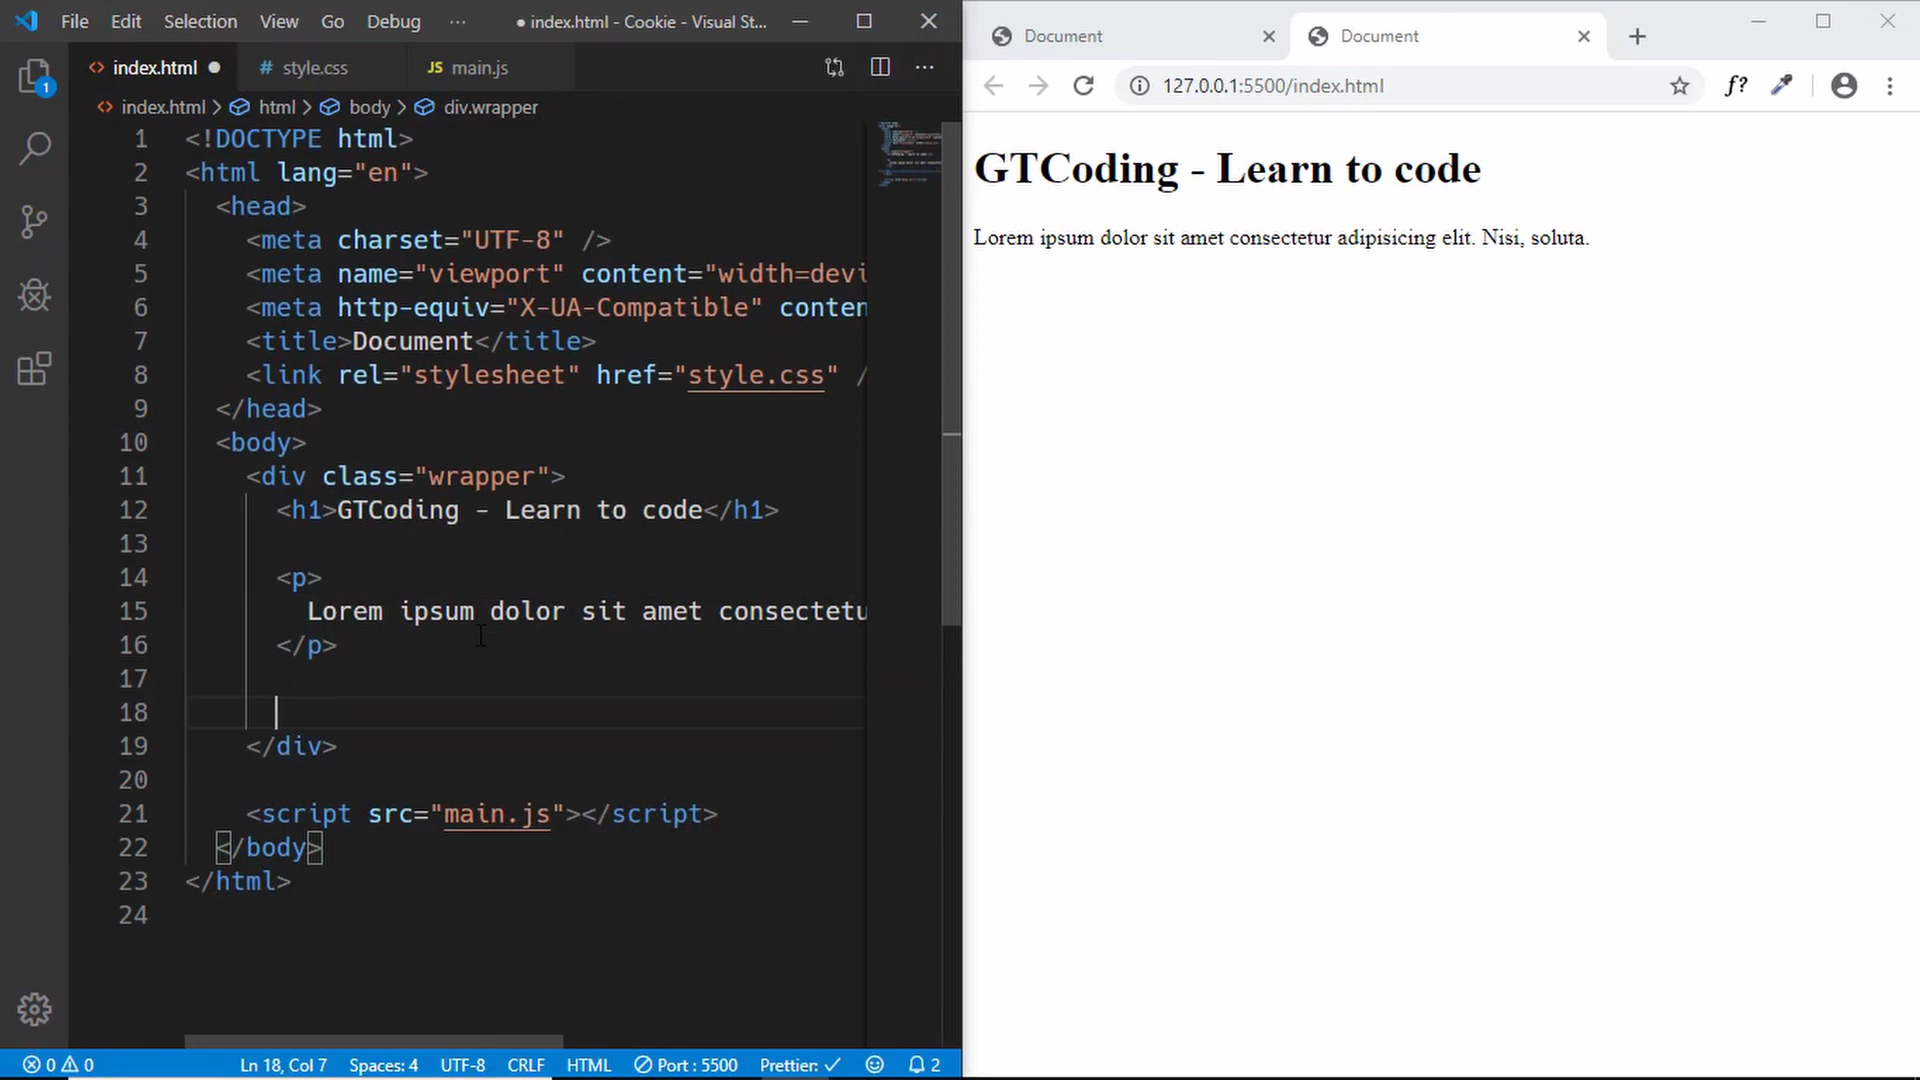 File Edit Selection View Go Debug ··· ● index.html - Cookie - Visual St...
index.html ● # style.css JS main.js ···
index.html > html > body > div.wrapper
1 <!DOCTYPE html>
2 <html lang="en">
3 <head>
4 <meta charset="UTF-8" />
5 <meta name="viewport" content="width=devi
6 <meta http-equiv="X-UA-Compatible" conten
7 <title>Document</title>
8 <link rel="stylesheet" href="style.css" /
9 </head>
10 <body>
11 <div class="wrapper">
12 <h1>GTCoding - Learn to code</h1>
13
14 <p>
15 Lorem ipsum dolor sit amet consectetu
16 </p>
17
18
19 </div>
20
21 <script src="main.js"></script>
22 </body>
23 </html>
24
1
0 0 Ln 18, Col 7 Spaces: 4 UTF-8 CRLF HTML Port : 5500 Prettier: ✓ 2
Document Document
127.0.0.1:5500/index.html f?
GTCoding - Learn to code
Lorem ipsum dolor sit amet consectetur adipisicing elit. Nisi, soluta.